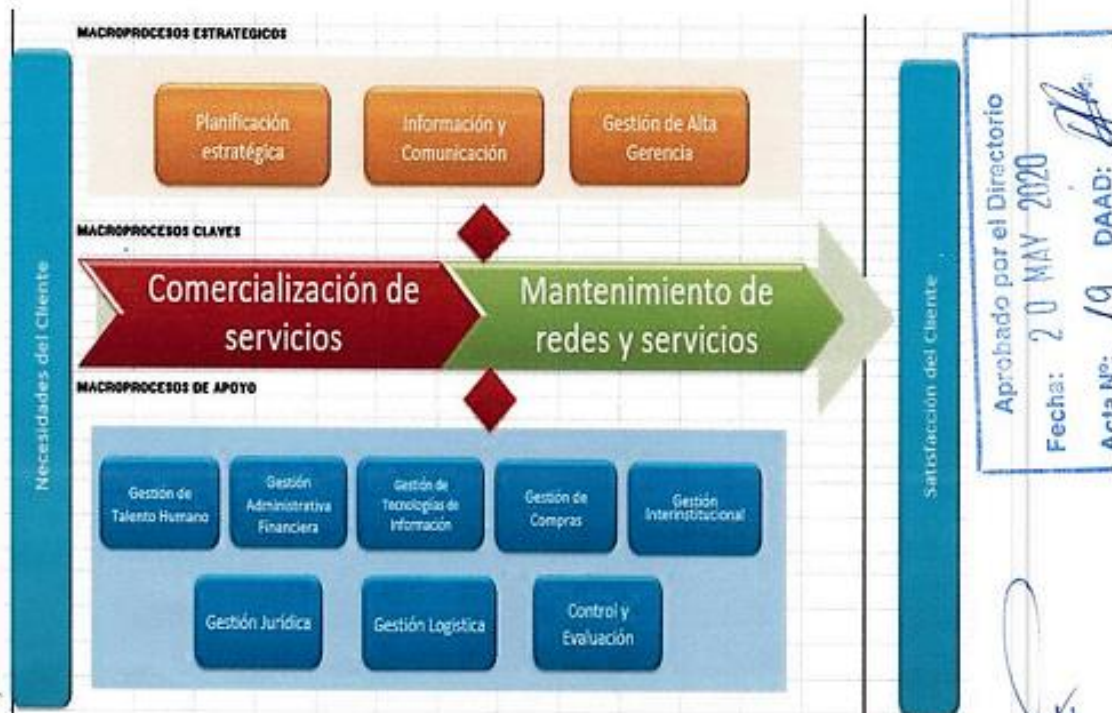 MACROPROCESOS ESTRATEGICOS
Planificación
estratégica
Información y
Comunicación
Gestión de Alta
Gerencia
MACROPROCESOS CLAVES
Comercialización de
servicios
Mantenimiento de
redes y servicios
MACROPROCESOS DE APOYO
Gestión de
Talento Humano
Gestión
Administrativa
Financiera
Gestión de
Tecnologías de
Información
Gestión de
Compras
Gestión
Interinstitucional
Gestión Jurídica
Gestión Logistica
Control y
Evaluación
Necesidades del Cliente
Satisfacción del Cliente
Aprobado por el Directorio
Fecha: 20 MAY 2020
Acta Nº: 19 DAAD: